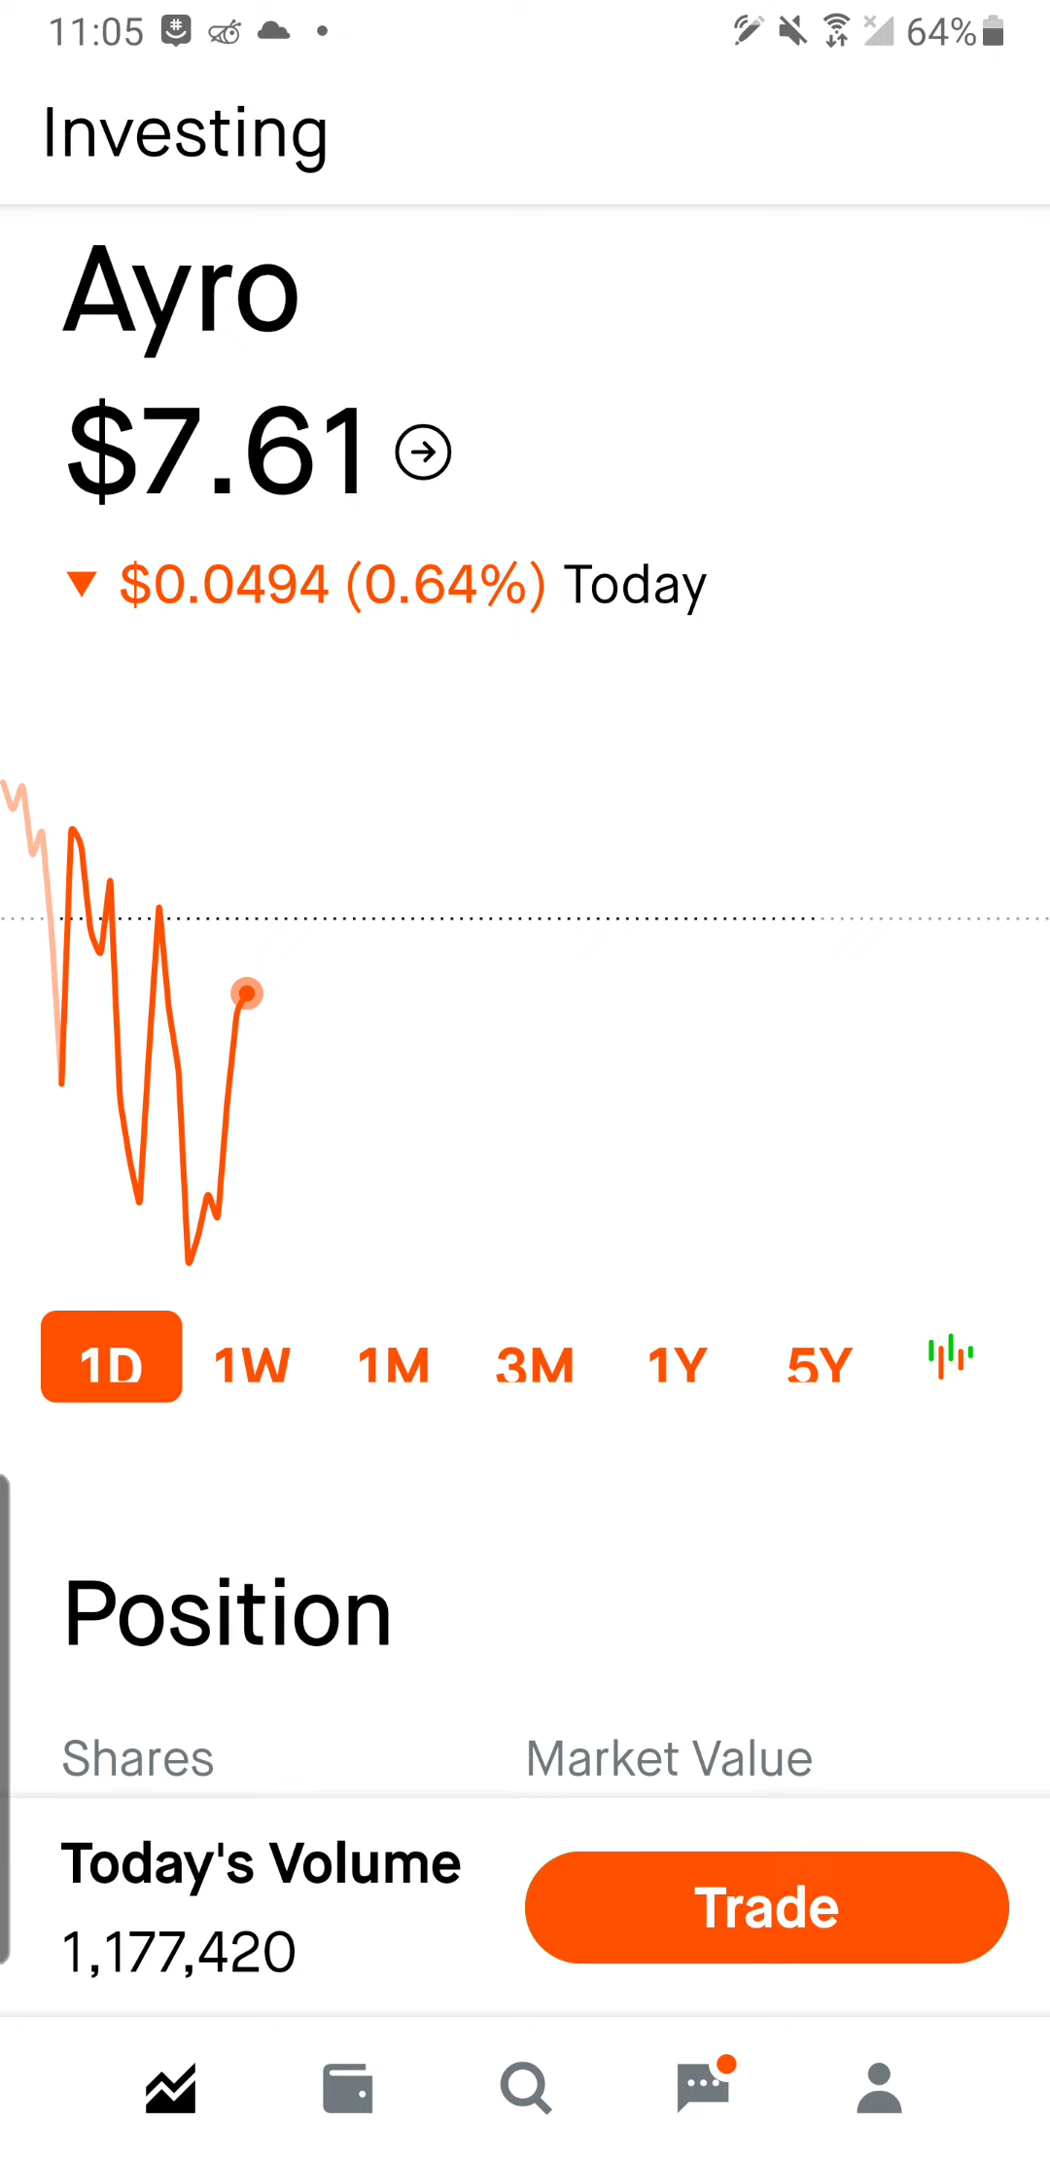 11:05 64%
Investing
Ayro
$7.61
▼ $0.0494 (0.64%) Today
1D 1W 1M 3M 1Y 5Y
Position
Shares Market Value
Today's Volume
1,177,420
Trade